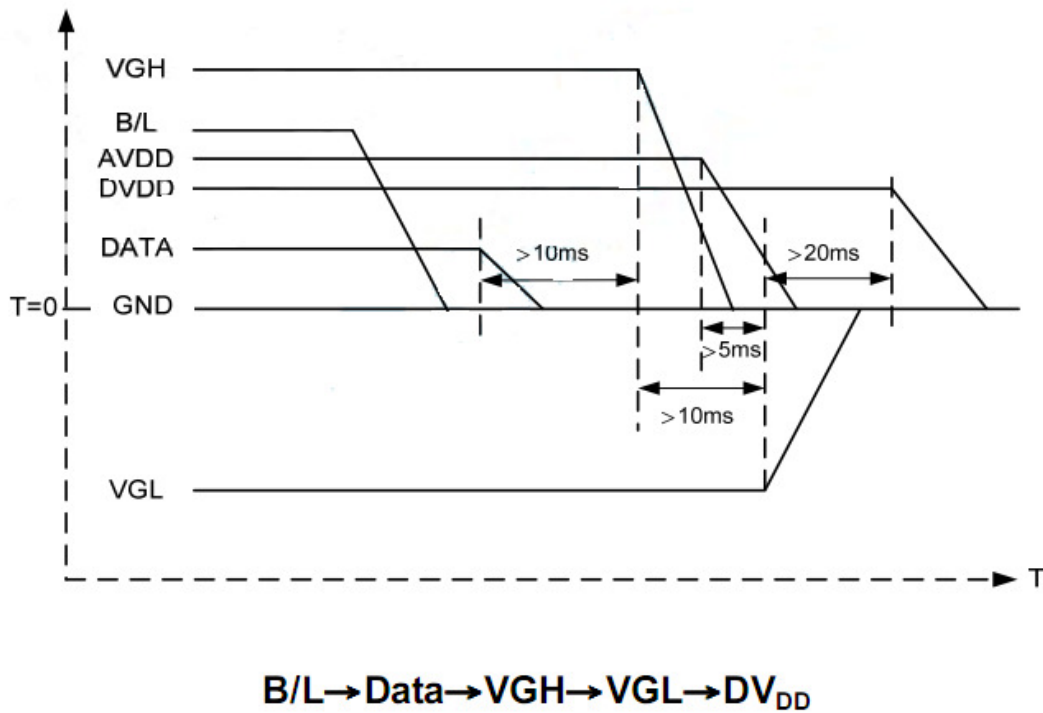 VGH
B/L
AVDD
DVDD
DATA
>10ms
>20ms
T=0
GND
>5ms
>10ms
VGL
T
B/L→Data→VGH→VGL→DVDD